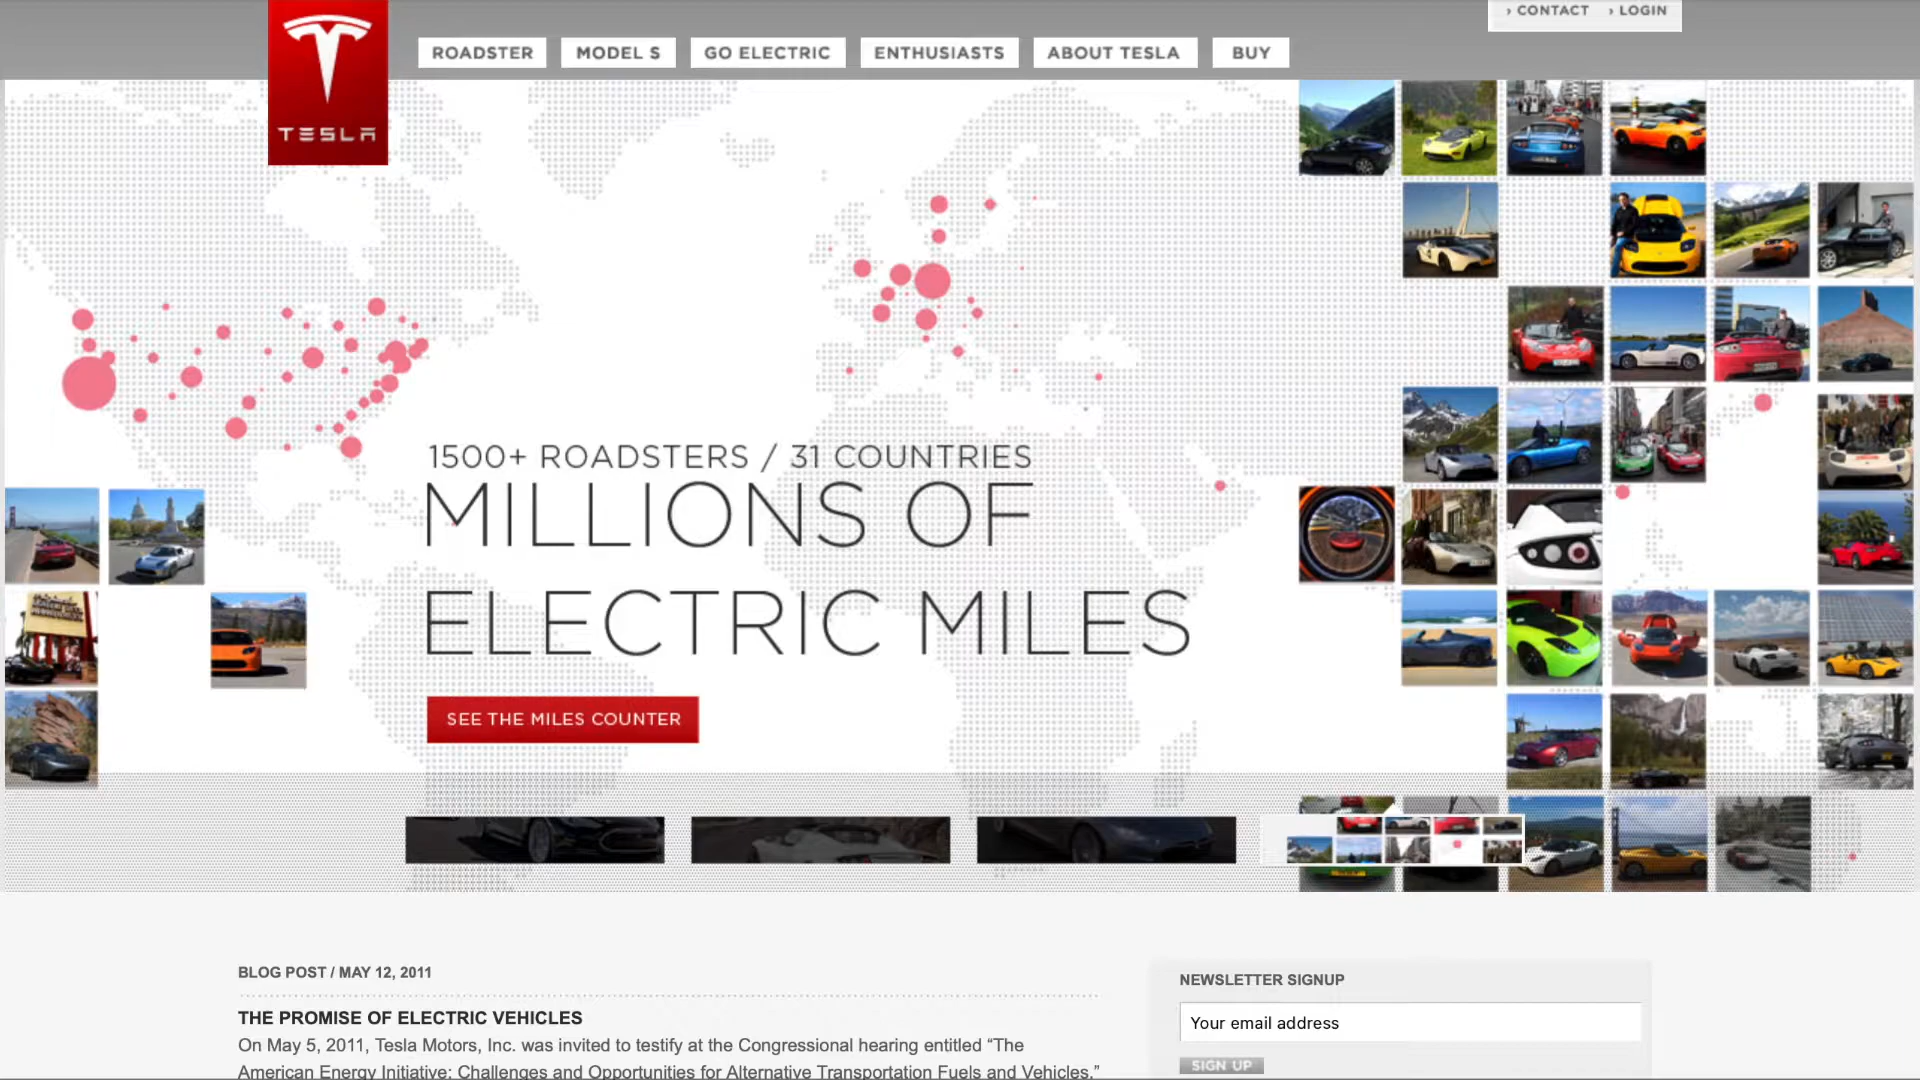 › CONTACT › LOGIN
TESLA
ROADSTER MODEL S GO ELECTRIC ENTHUSIASTS ABOUT TESLA BUY
1500+ ROADSTERS / 31 COUNTRIES
MILLIONS OF
ELECTRIC MILES
SEE THE MILES COUNTER
BLOG POST / MAY 12, 2011
THE PROMISE OF ELECTRIC VEHICLES
On May 5, 2011, Tesla Motors, Inc. was invited to testify at the Congressional hearing entitled “The
American Energy Initiative: Challenges and Opportunities for Alternative Transportation Fuels and Vehicles.”
NEWSLETTER SIGNUP
Your email address
SIGN UP